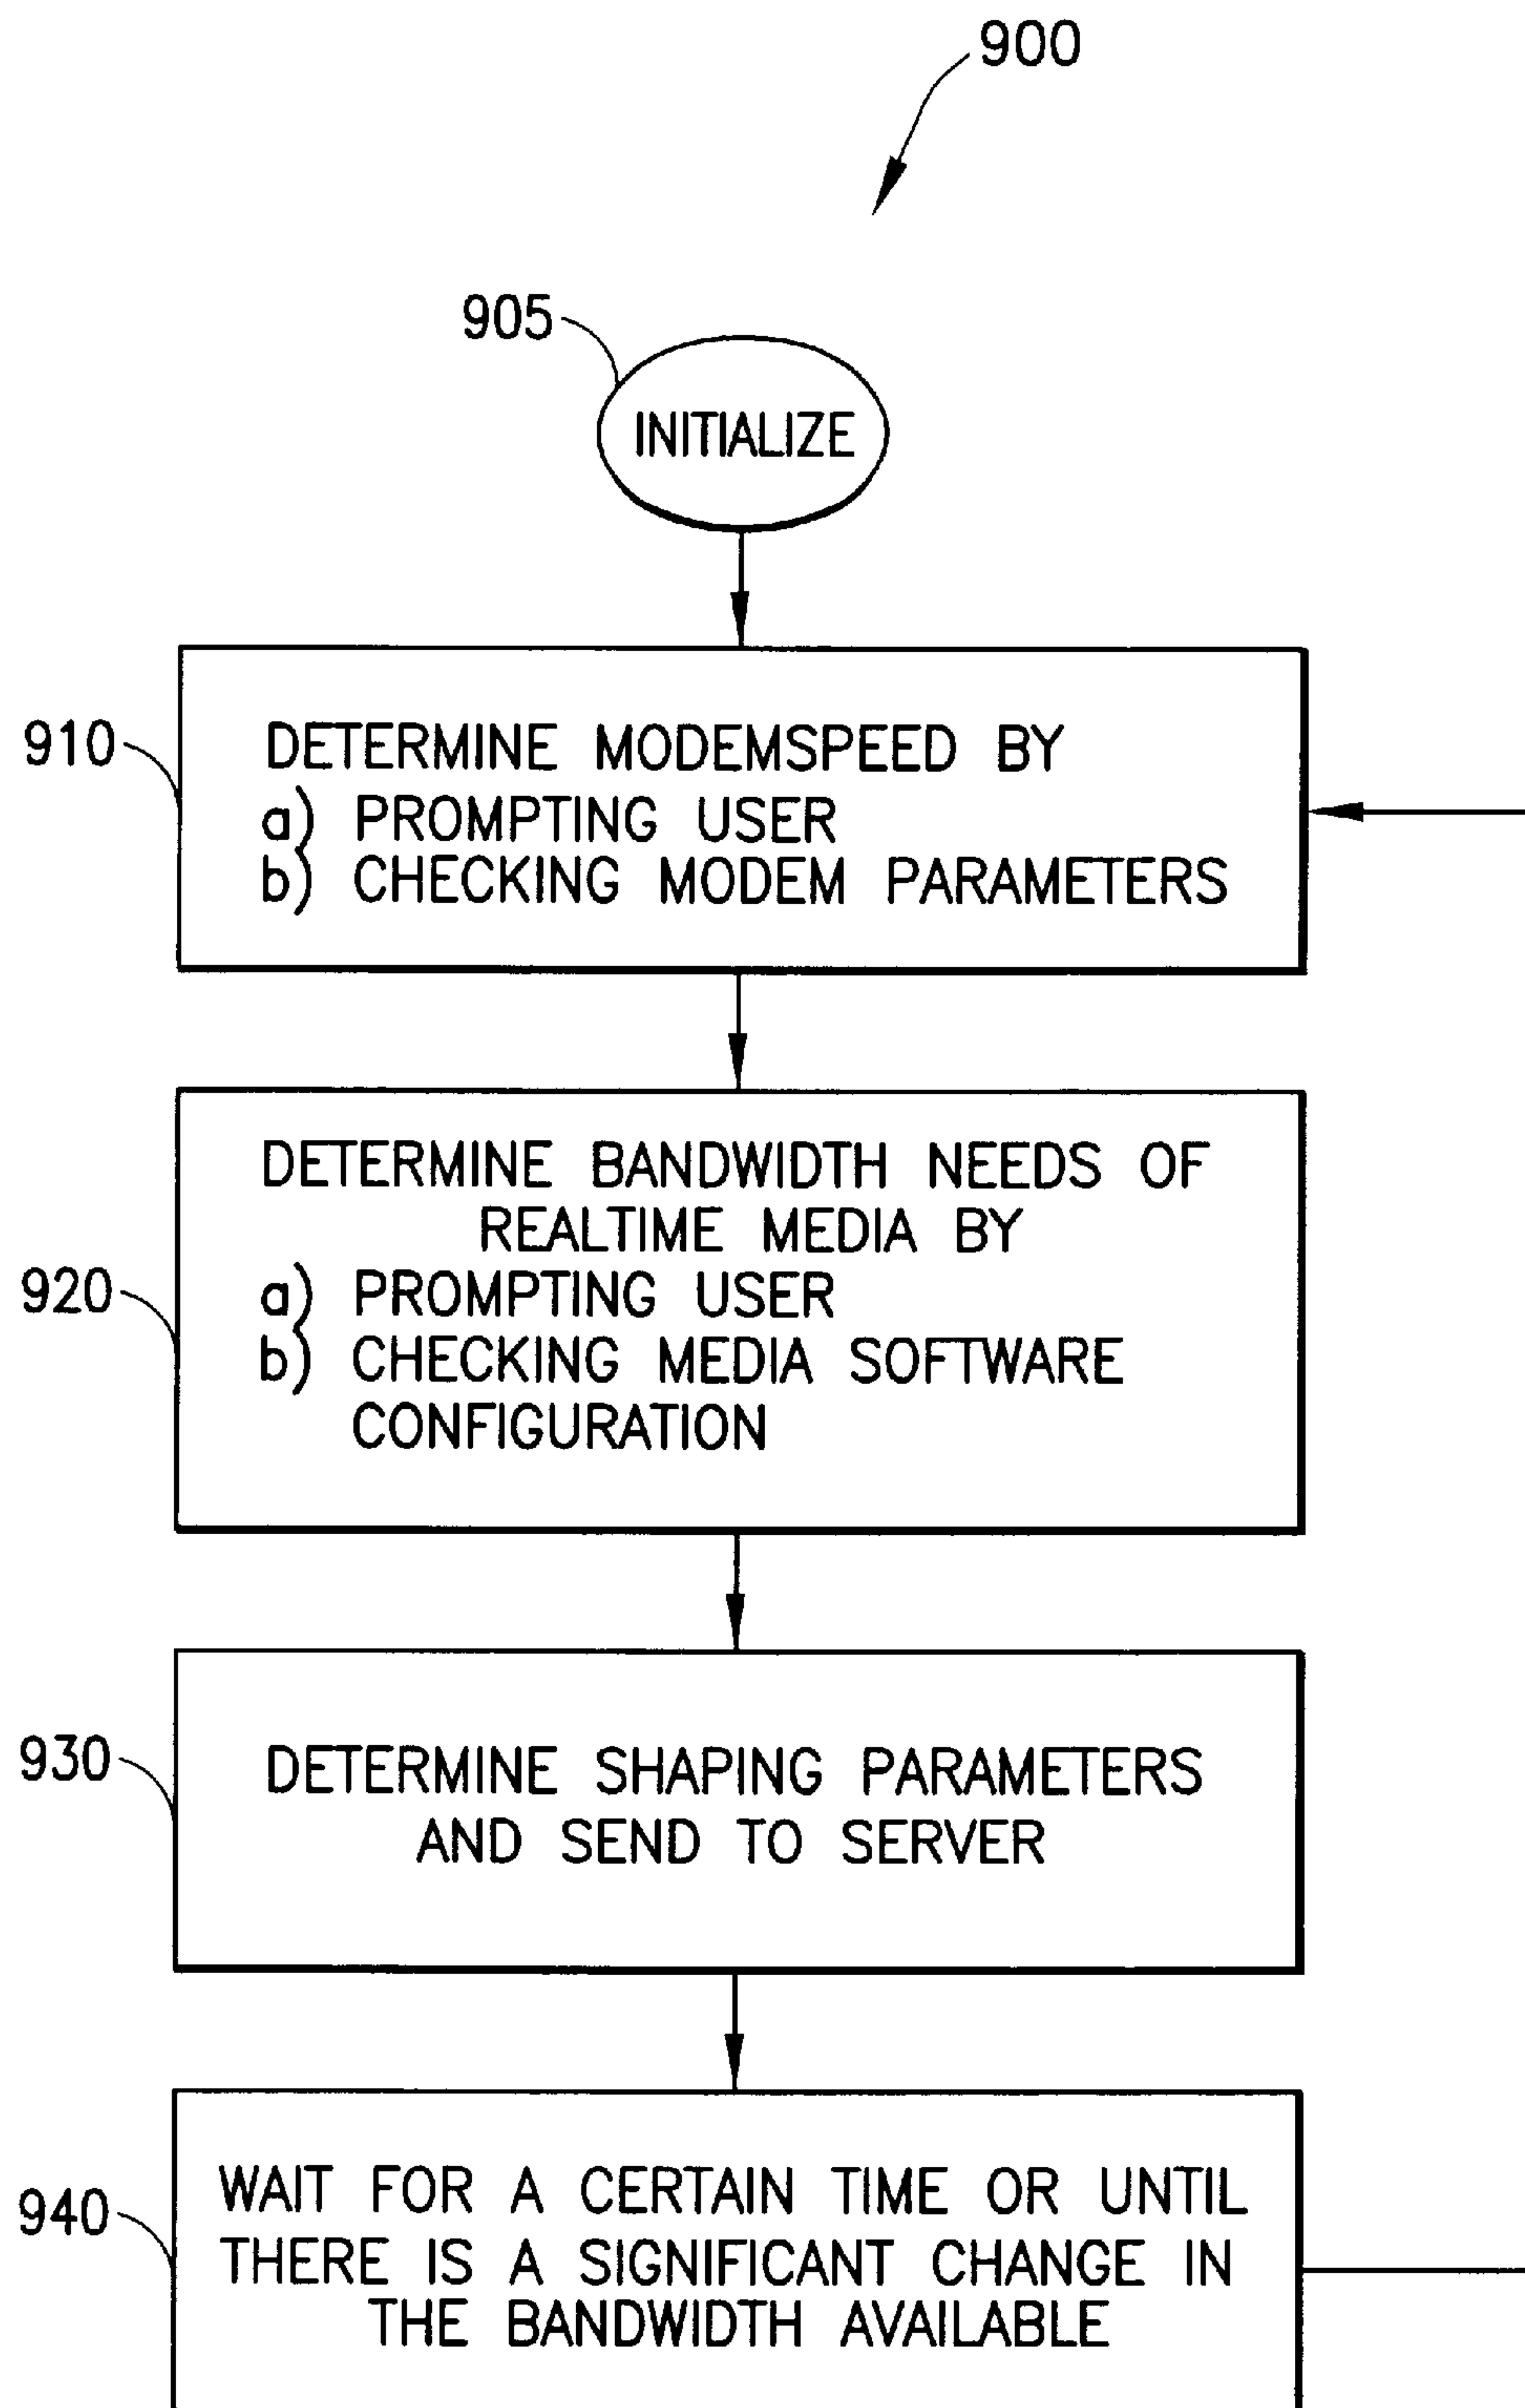 900
905
INITIALIZE
910
DETERMINE MODEMSPEED BY
a) PROMPTING USER
b) CHECKING MODEM PARAMETERS
920
DETERMINE BANDWIDTH NEEDS OF
REALTIME MEDIA BY
a) PROMPTING USER
b) CHECKING MEDIA SOFTWARE
CONFIGURATION
930
DETERMINE SHAPING PARAMETERS
AND SEND TO SERVER
940
WAIT FOR A CERTAIN TIME OR UNTIL
THERE IS A SIGNIFICANT CHANGE IN
THE BANDWIDTH AVAILABLE